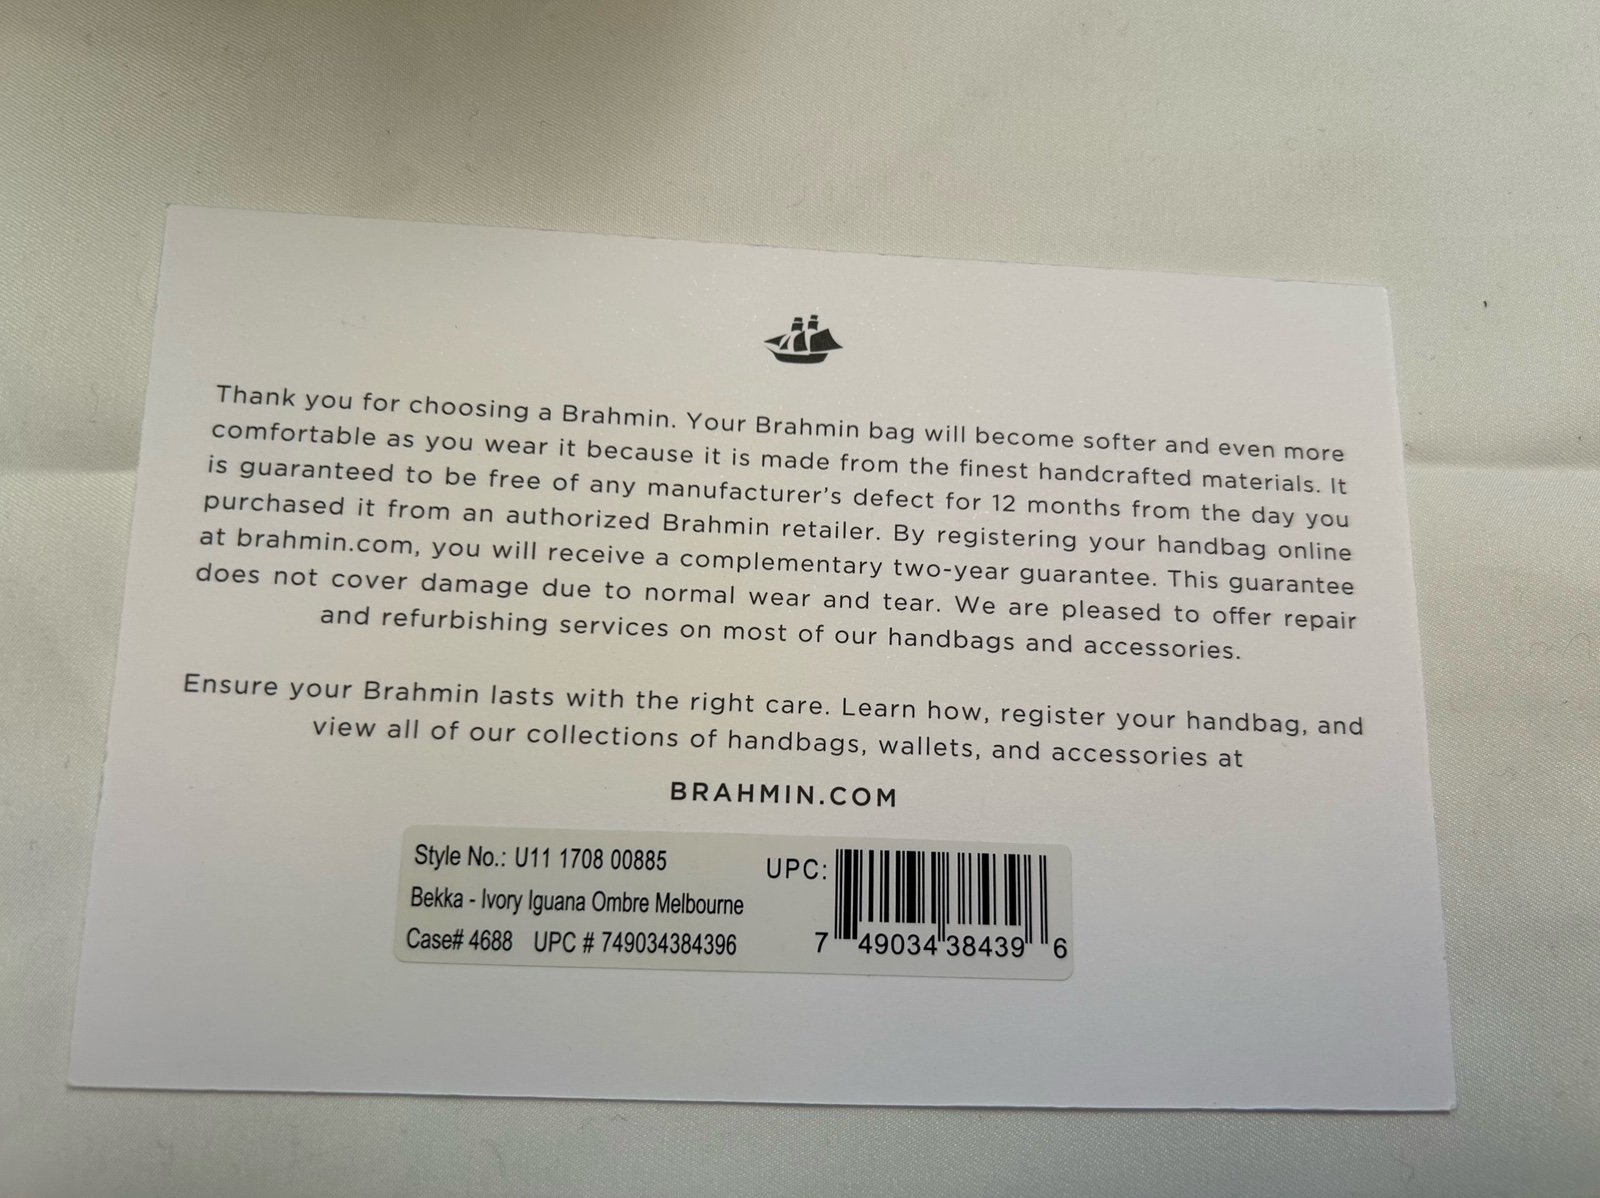 Thank you for choosing a Brahmin. Your Brahmin bag will become softer and even more
comfortable as you wear it because it is made from the finest handcrafted materials. It
is guaranteed to be free of any manufacturer's defect for 12 months from the day you
purchased it from an authorized Brahmin retailer. By registering your handbag online
at brahmin.com, you will receive a complementary two-year guarantee. This guarantee
does not cover damage due to normal wear and tear. We are pleased to offer repair
and refurbishing services on most of our handbags and accessories.
Ensure your Brahmin lasts with the right care. Learn how, register your handbag, and
view all of our collections of handbags, wallets, and accessories at
BRAHMIN.COM
Style No.: U11 1708 00885
Bekka - Ivory Iguana Ombre Melbourne
Case# 4688 UPC # 749034384396
UPC:
7 49034 38439 6